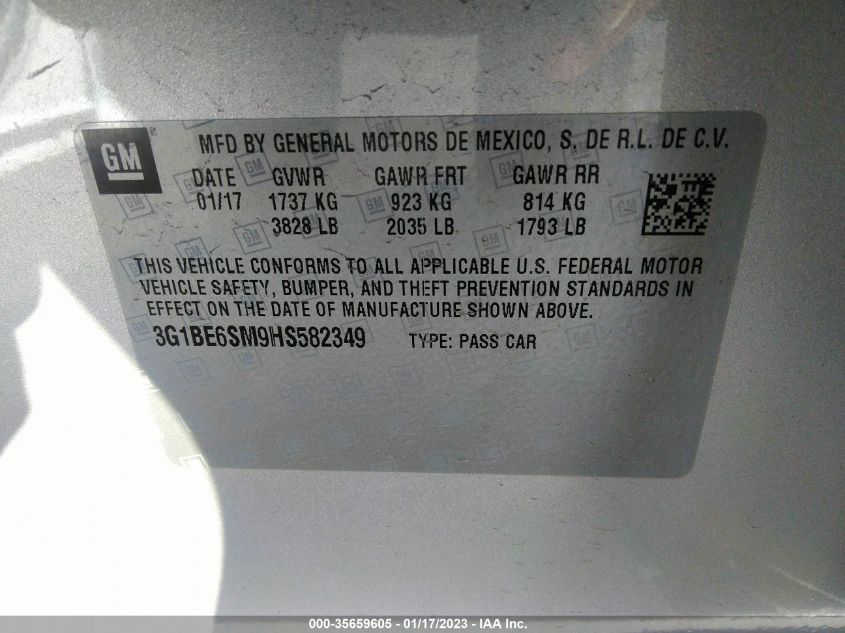 GM ® MFD BY GENERAL MOTORS DE MEXICO, S. DE R.L. DE C.V.
DATE GVWR GAWR FRT GAWR RR
01/17 1737 KG 923 KG 814 KG
3828 LB 2035 LB 1793 LB
THIS VEHICLE CONFORMS TO ALL APPLICABLE U.S. FEDERAL MOTOR
VEHICLE SAFETY, BUMPER, AND THEFT PREVENTION STANDARDS IN
EFFECT ON THE DATE OF MANUFACTURE SHOWN ABOVE.
3G1BE6SM9HS582349 TYPE: PASS CAR
000-35659605 - 01/17/2023 - IAA Inc.